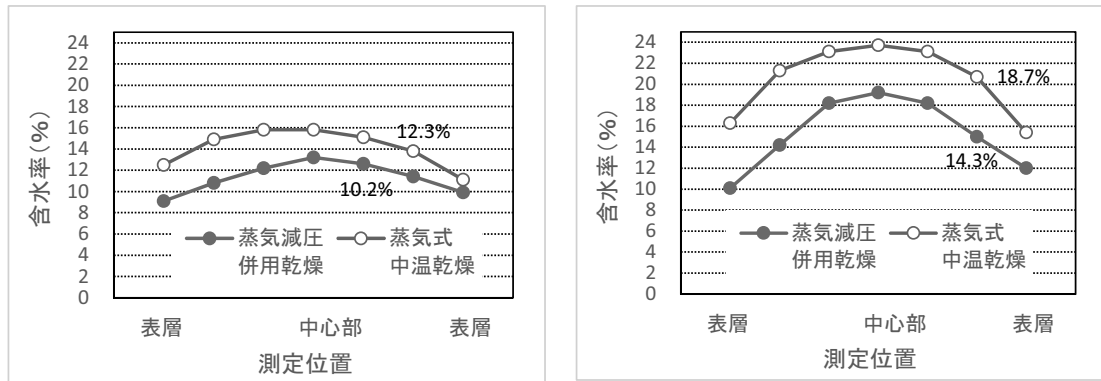 24
22
20
18
16
14
12
10
8
6
4
2
0
含水率(%)
12.3%
10.2%
蒸気減圧
併用乾燥
蒸気式
中温乾燥
表層
中心部
表層
測定位置
24
22
20
18
16
14
12
10
8
6
4
2
0
含水率(%)
18.7%
14.3%
蒸気減圧
併用乾燥
蒸気式
中温乾燥
表層
中心部
表層
測定位置